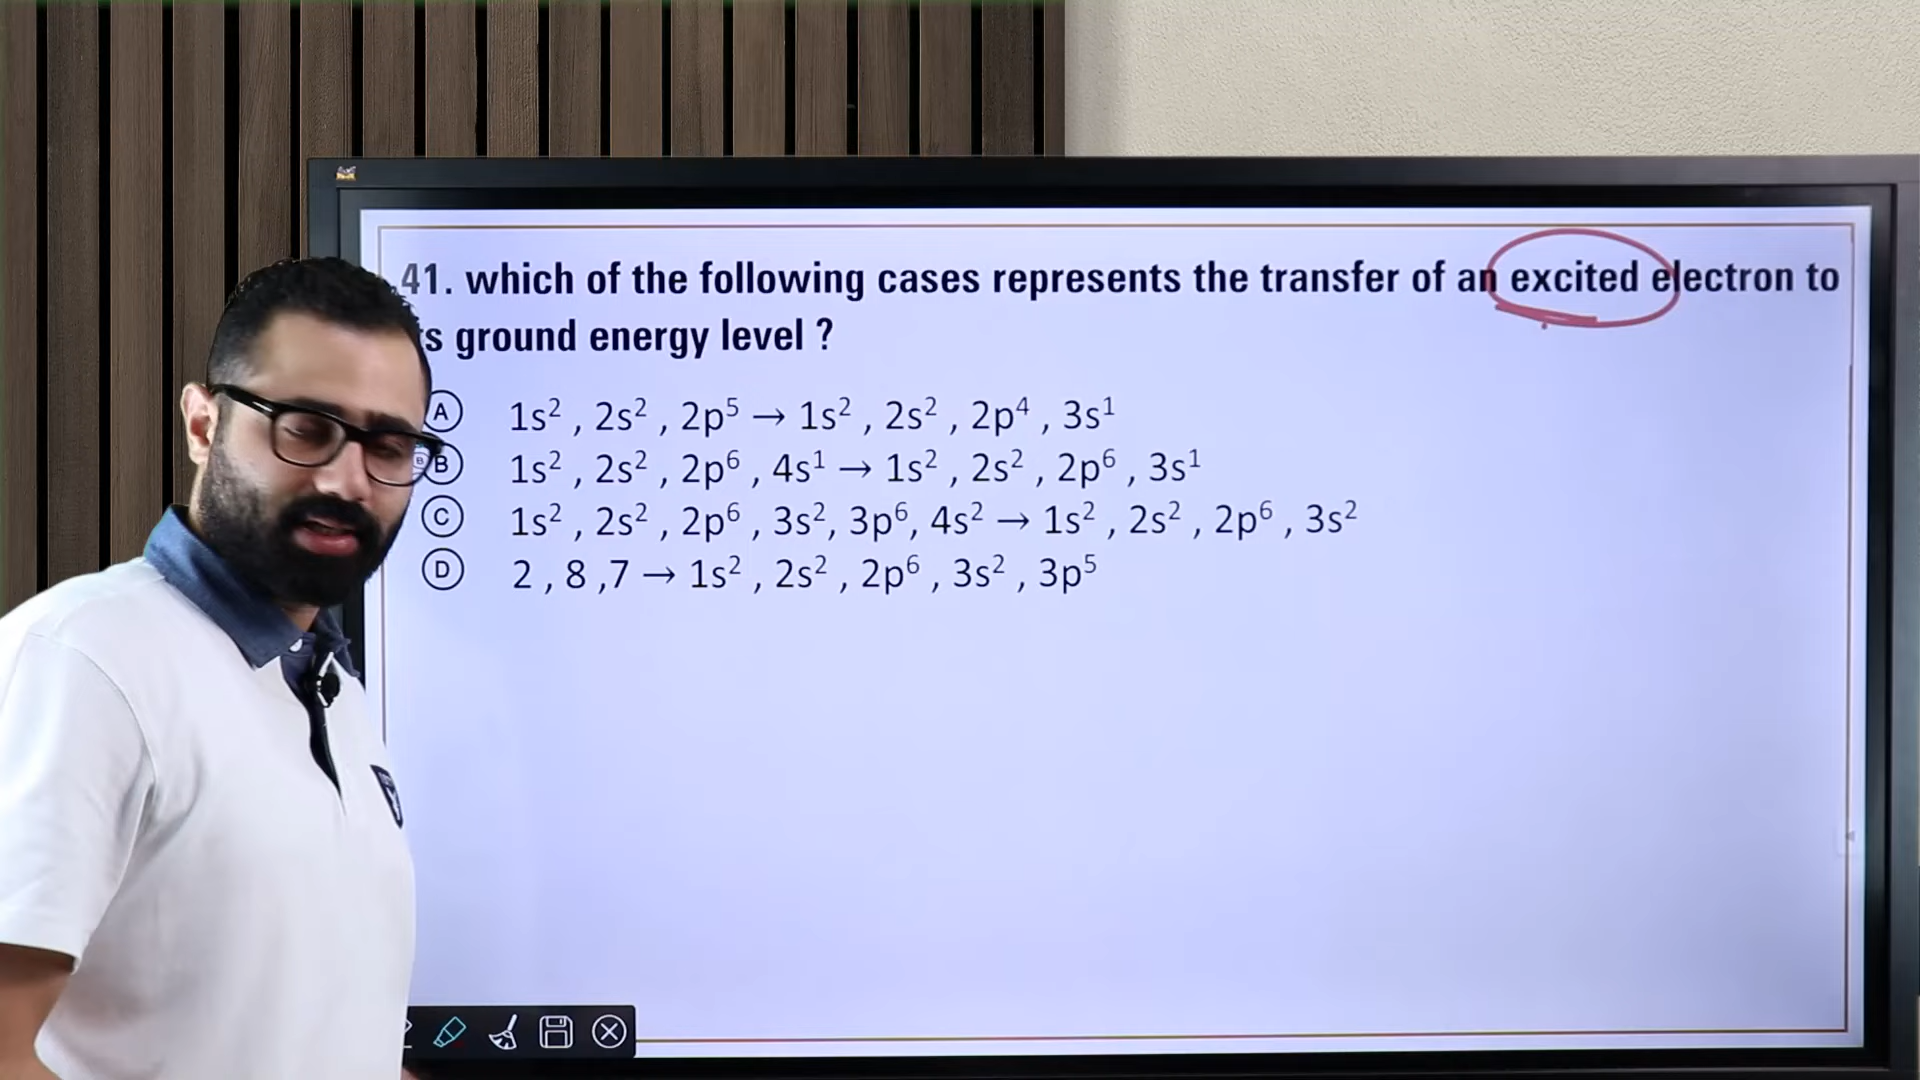 41. which of the following cases represents the transfer of an excited electron to
s ground energy level ?
A 1s² , 2s² , 2p⁵ → 1s² , 2s² , 2p⁴ , 3s¹
B 1s² , 2s² , 2p⁶ , 4s¹ → 1s² , 2s² , 2p⁶ , 3s¹
C 1s² , 2s² , 2p⁶ , 3s², 3p⁶, 4s² → 1s² , 2s² , 2p⁶ , 3s²
D 2 , 8 ,7 → 1s² , 2s² , 2p⁶ , 3s² , 3p⁵